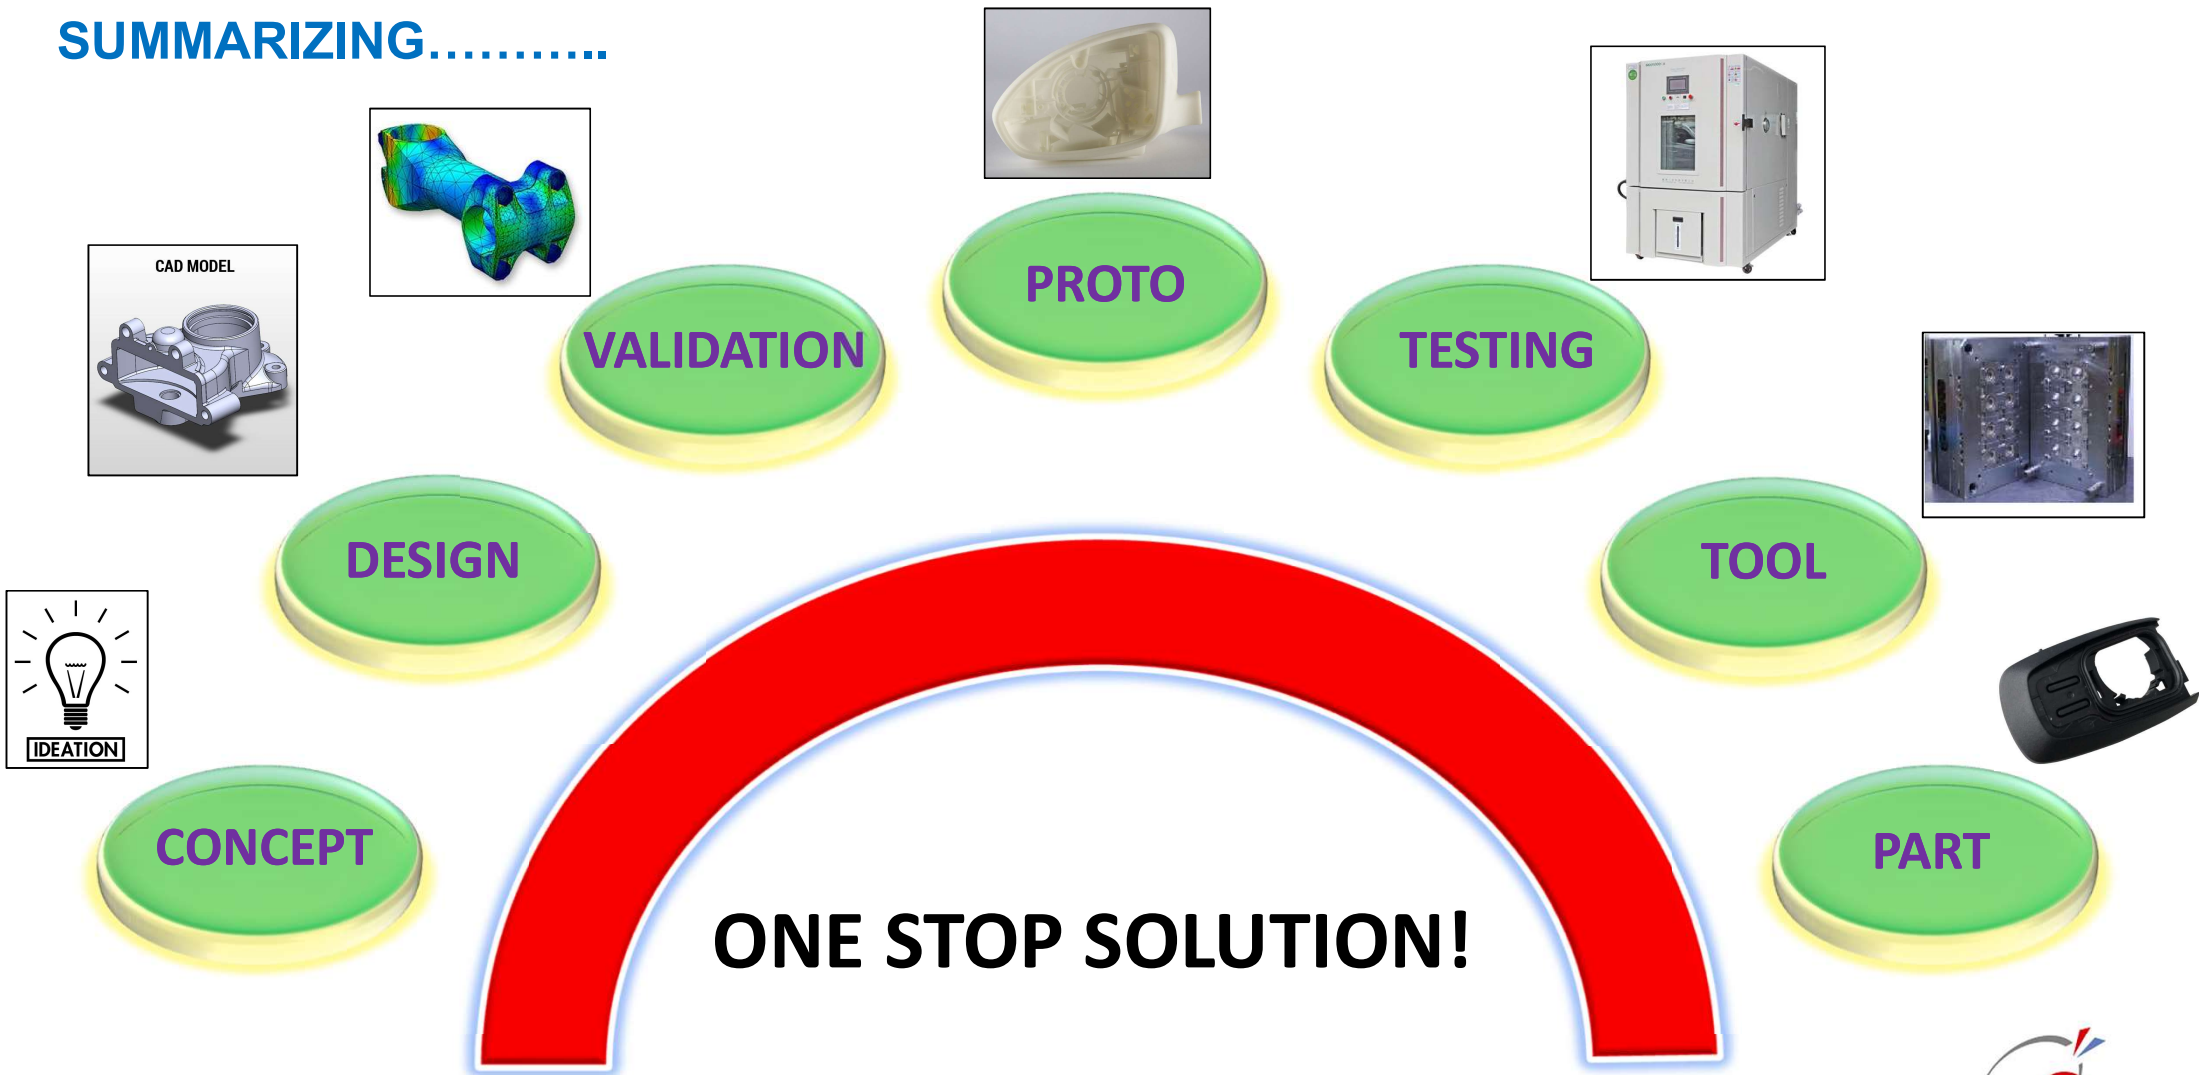 SUMMARIZING………..
CAD MODEL
PROTO
VALIDATION
TESTING
DESIGN
TOOL
IDEATION
CONCEPT
PART
ONE STOP SOLUTION!